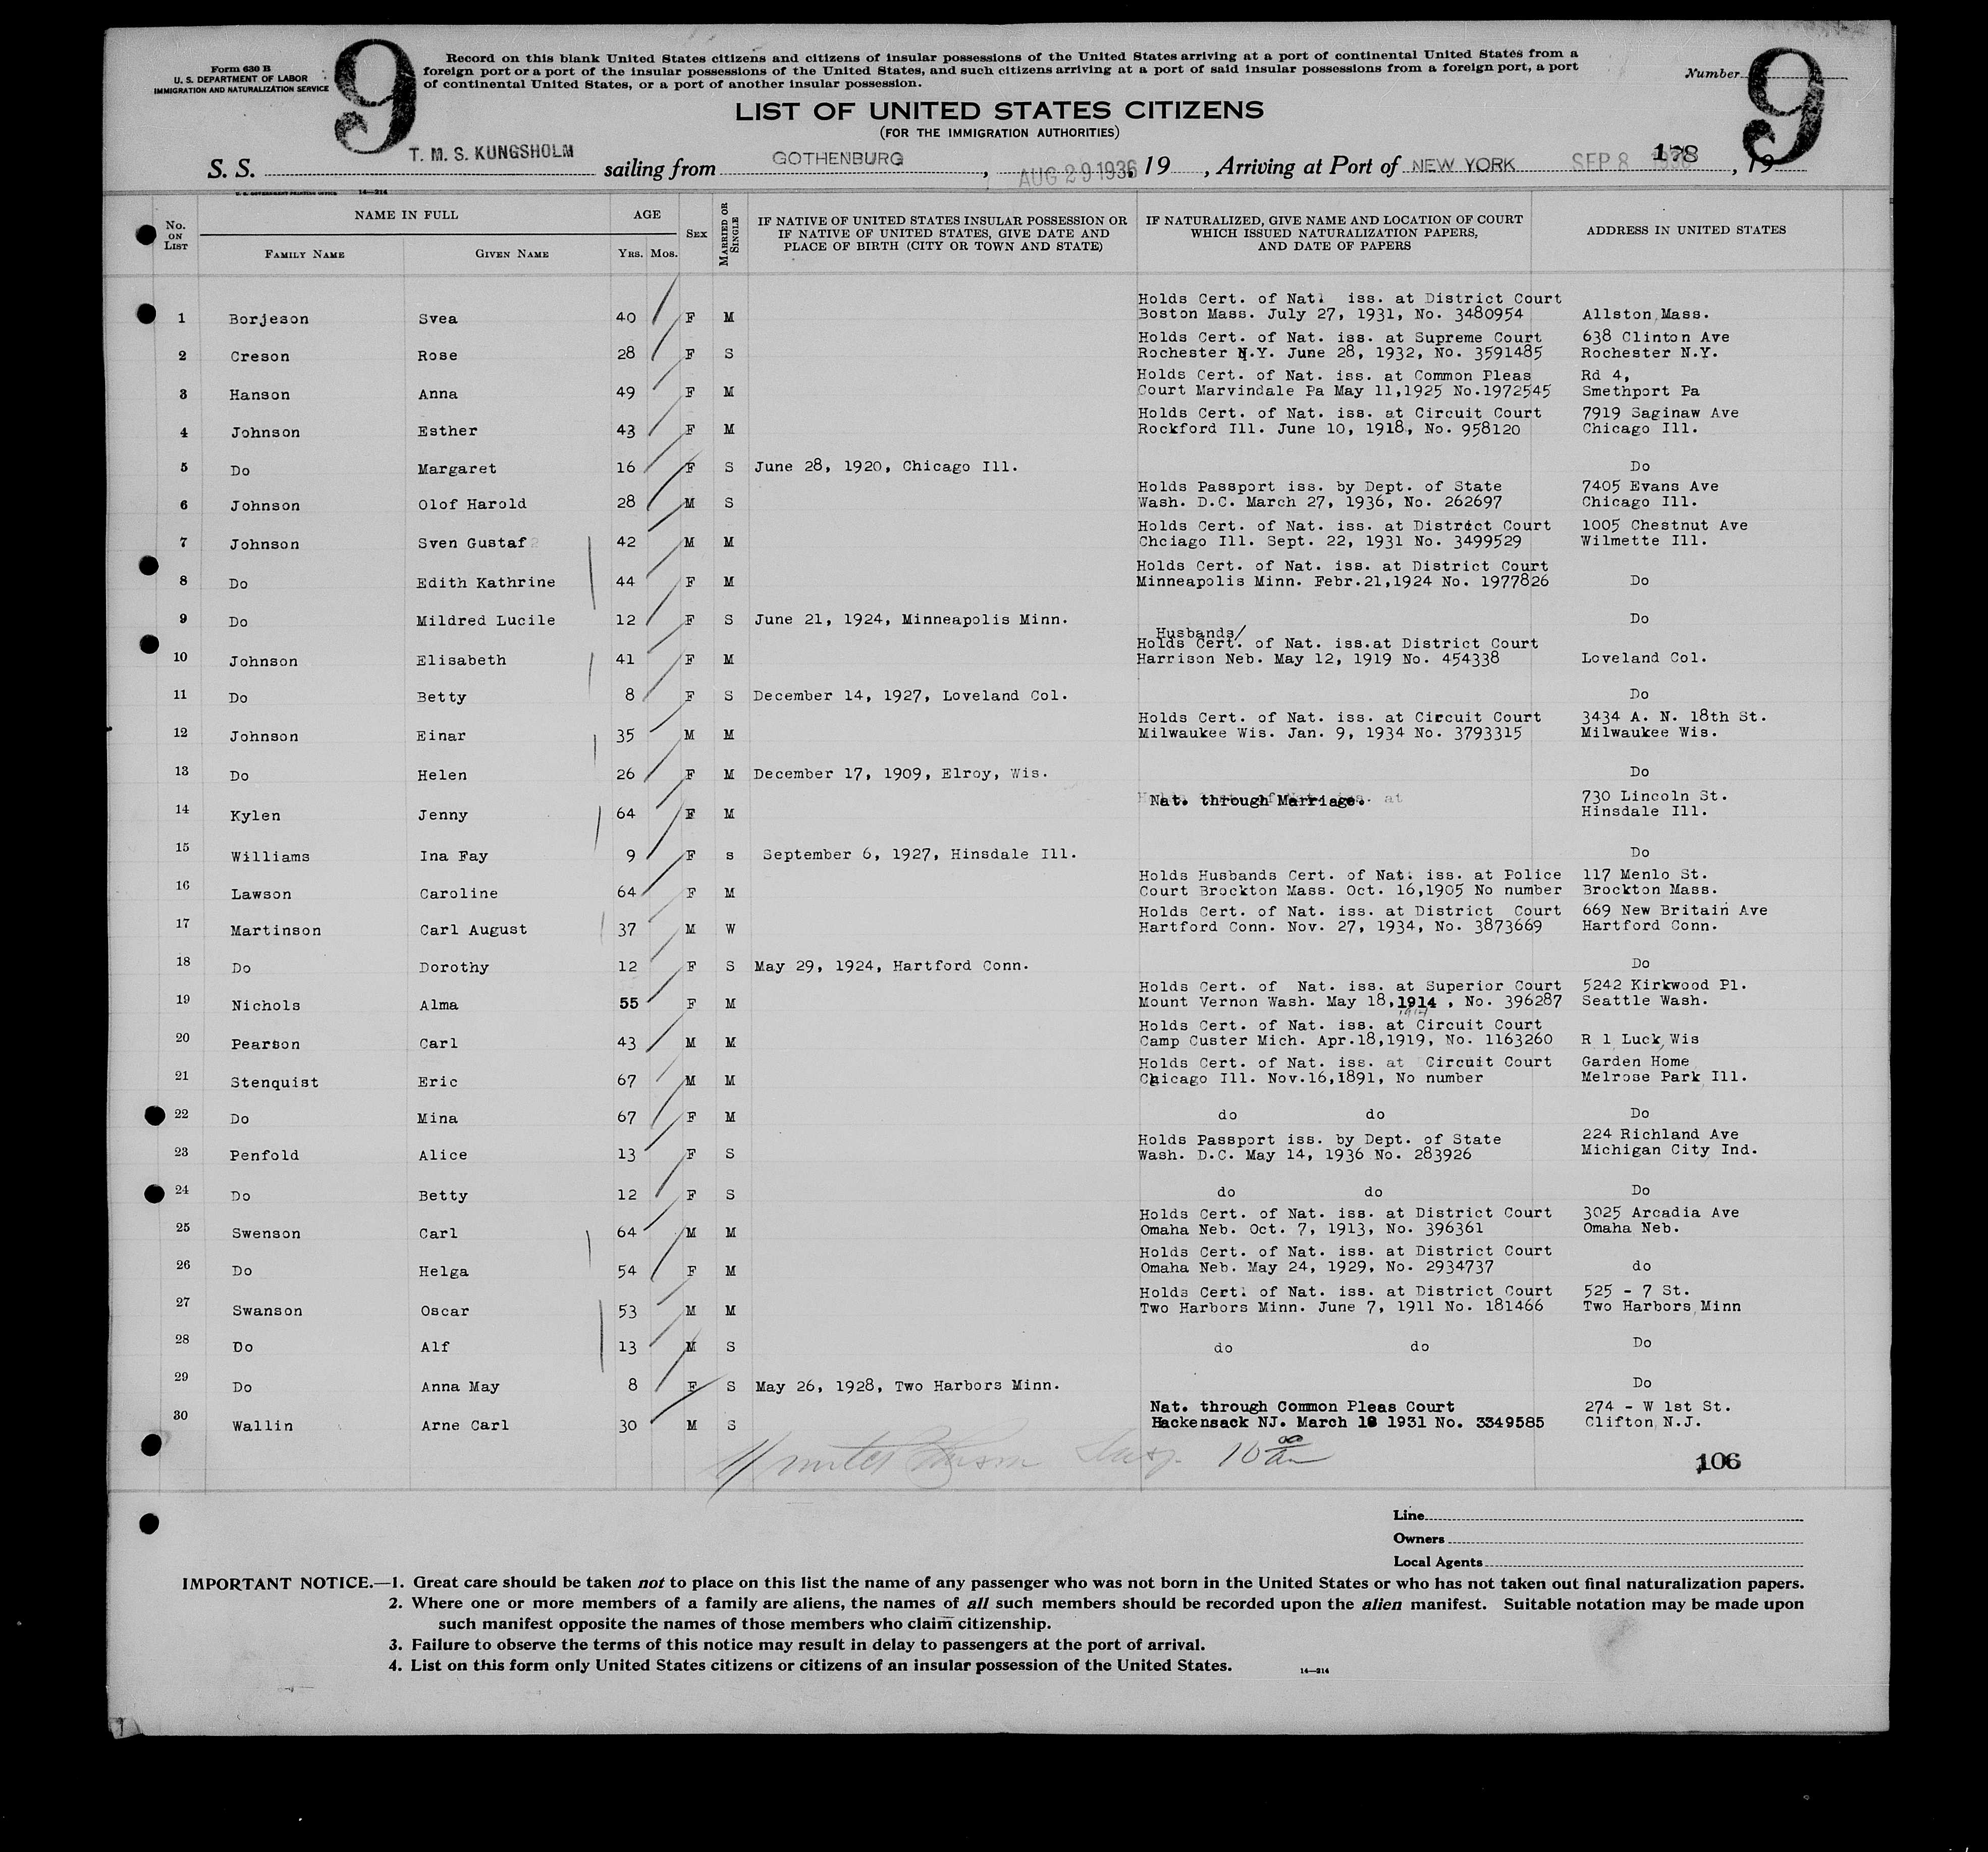 Form 630 B
U. S. DEPARTMENT OF LABOR
IMMIGRATION AND NATURALIZATION SERVICE
9
Record on this blank United States citizens and citizens of insular possessions of the United States arriving at a port of continental United States from a
foreign port or a port of the insular possessions of the United States, and such citizens arriving at a port of said insular possessions from a foreign port, a port
of continental United States, or a port of another insular possession.
Number 9
LIST OF UNITED STATES CITIZENS
(FOR THE IMMIGRATION AUTHORITIES)
S. S. T. M. S. KUNGSHOLM sailing from GOTHENBURG, AUG 29 1936, 19 , Arriving at Port of NEW YORK SEP 8 178, 19
U. S. GOVERNMENT PRINTING OFFICE 14—214
No. ON LIST NAME IN FULL AGE SEX MARRIED OR SINGLE IF NATIVE OF UNITED STATES INSULAR POSSESSION OR IF NATIVE OF UNITED STATES, GIVE DATE AND PLACE OF BIRTH (CITY OR TOWN AND STATE) IF NATURALIZED, GIVE NAME AND LOCATION OF COURT WHICH ISSUED NATURALIZATION PAPERS, AND DATE OF PAPERS ADDRESS IN UNITED STATES
FAMILY NAME GIVEN NAME YRS. MOS.
Holds Cert. of Natl iss. at District Court
1 Borjeson Svea 40 F M Boston Mass. July 27, 1931, No. 3480954 Allston Mass.
Holds Cert. of Nat. iss. at Supreme Court 638 Clinton Ave
2 Creson Rose 28 F S Rochester N.Y. June 28, 1932, No. 3591485 Rochester N.Y.
Holds Cert. of Nat. iss. at Common Pleas Rd 4,
3 Hanson Anna 49 F M Court Marvindale Pa May 11,1925 No.1972545 Smethport Pa
Holds Cert. of Nat. iss. at Circuit Court 7919 Saginaw Ave
4 Johnson Esther 43 F M Rockford Ill. June 10, 1918, No. 958120 Chicago Ill.
5 Do Margaret 16 F S June 28, 1920, Chicago Ill. Do
Holds Passport iss. by Dept. of State 7405 Evans Ave
6 Johnson Olof Harold 28 M S Wash. D.C. March 27, 1936, No. 262697 Chicago Ill.
Holds Cert. of Nat. iss. at District Court 1005 Chestnut Ave
7 Johnson Sven Gustaf 42 M M Chciago Ill. Sept. 22, 1931 No. 3499529 Wilmette Ill.
Holds Cert. of Nat. iss. at District Court
8 Do Edith Kathrine 44 F M Minneapolis Minn. Febr.21,1924 No. 1977826 Do
9 Do Mildred Lucile 12 F S June 21, 1924, Minneapolis Minn. Do
Husbands/
Holds Cert. of Nat. iss.at District Court
10 Johnson Elisabeth 41 F M Harrison Neb. May 12, 1919 No. 454338 Loveland Col.
11 Do Betty 8 F S December 14, 1927, Loveland Col. Do
Holds Cert. of Nat. iss. at Circuit Court 3434 A. N. 18th St.
12 Johnson Einar 35 M M Milwaukee Wis. Jan. 9, 1934 No. 3793315 Milwaukee Wis.
13 Do Helen 26 F M December 17, 1909, Elroy, Wis. Do
Nat. through Marriage. 730 Lincoln St.
14 Kylen Jenny 64 F M Hinsdale Ill.
15 Williams Ina Fay 9 F s September 6, 1927, Hinsdale Ill. Do
Holds Husbands Cert. of Nat. iss. at Police 117 Menlo St.
16 Lawson Caroline 64 F M Court Brockton Mass. Oct. 16,1905 No number Brockton Mass.
Holds Cert. of Nat. iss. at District Court 669 New Britain Ave
17 Martinson Carl August 37 M W Hartford Conn. Nov. 27, 1934, No. 3873669 Hartford Conn.
18 Do Dorothy 12 F S May 29, 1924, Hartford Conn. Do
Holds Cert. of Nat. iss. at Superior Court 5242 Kirkwood Pl.
19 Nichols Alma 55 F M Mount Vernon Wash. May 18,1914 , No. 396287 Seattle Wash.
1914
Holds Cert. of Nat. iss. at Circuit Court
20 Pearson Carl 43 M M Camp Custer Mich. Apr.18,1919, No. 1163260 R 1 Luck Wis
Holds Cert. of Nat. iss. at Circuit Court Garden Home
21 Stenquist Eric 67 M M Chicago Ill. Nov.16,1891, No number Melrose Park Ill.
22 Do Mina 67 F M do do Do
Holds Passport iss. by Dept. of State 224 Richland Ave
23 Penfold Alice 13 F S Wash. D.C. May 14, 1936 No. 283926 Michigan City Ind.
24 Do Betty 12 F S do do Do
Holds Cert. of Nat. iss. at District Court 3025 Arcadia Ave
25 Swenson Carl 64 M M Omaha Neb. Oct. 7, 1913, No. 396361 Omaha Neb.
Holds Cert. of Nat. iss. at District Court
26 Do Helga 54 F M Omaha Neb. May 24, 1929, No. 2934737 do
Holds Cert. of Nat. iss. at District Court 525 - 7 St.
27 Swanson Oscar 53 M M Two Harbors Minn. June 7, 1911 No. 181466 Two Harbors Minn
28 Do Alf 13 M S do do Do
29 Do Anna May 8 F S May 26, 1928, Two Harbors Minn. Do
Nat. through Common Pleas Court 274 - W 1st St.
30 Wallin Arne Carl 30 M S Hackensack NJ. March 18 1931 No. 3349585 Clifton N.J.
106
Line
Owners
Local Agents
IMPORTANT NOTICE.—1. Great care should be taken not to place on this list the name of any passenger who was not born in the United States or who has not taken out final naturalization papers.
2. Where one or more members of a family are aliens, the names of all such members should be recorded upon the alien manifest. Suitable notation may be made upon
such manifest opposite the names of those members who claim citizenship.
3. Failure to observe the terms of this notice may result in delay to passengers at the port of arrival.
4. List on this form only United States citizens or citizens of an insular possession of the United States. 14—214